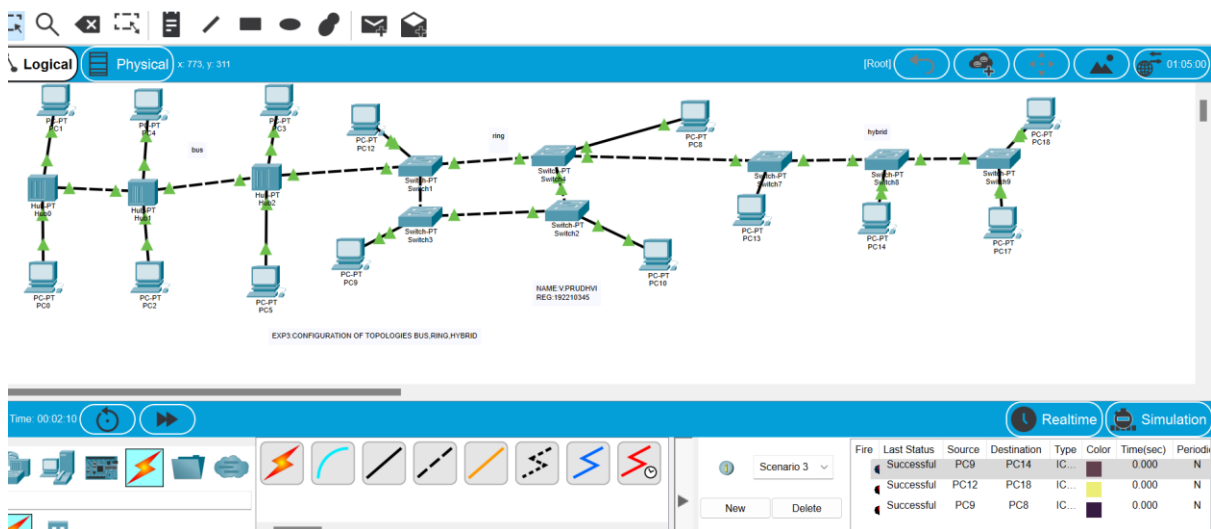 Logical
Physical
x: 773, y: 311
[Root]
01:05:00
PC-PT
PC1
PC-PT
PC4
PC-PT
PC3
bus
PC-PT
PC12
ring
PC-PT
PC8
hybrid
PC-PT
PC18
Hub-PT
Hub0
Hub-PT
Hub1
Hub-PT
Hub2
Switch-PT
Switch1
Switch-PT
Switch4
Switch-PT
Switch7
Switch-PT
Switch8
Switch-PT
Switch9
Switch-PT
Switch3
Switch-PT
Switch2
PC-PT
PC13
PC-PT
PC14
PC-PT
PC17
PC-PT
PC0
PC-PT
PC2
PC-PT
PC5
PC-PT
PC9
PC-PT
PC10
NAME:V.PRUDHVI
REG:192210345
EXP3:CONFIGURATION OF TOPOLOGIES BUS,RING,HYBRID
Time: 00:02:10
Realtime
Simulation
Scenario 3
New
Delete
Fire Last Status Source Destination Type Color Time(sec) Periodi
Successful PC9 PC14 IC... 0.000 N
Successful PC12 PC18 IC... 0.000 N
Successful PC9 PC8 IC... 0.000 N